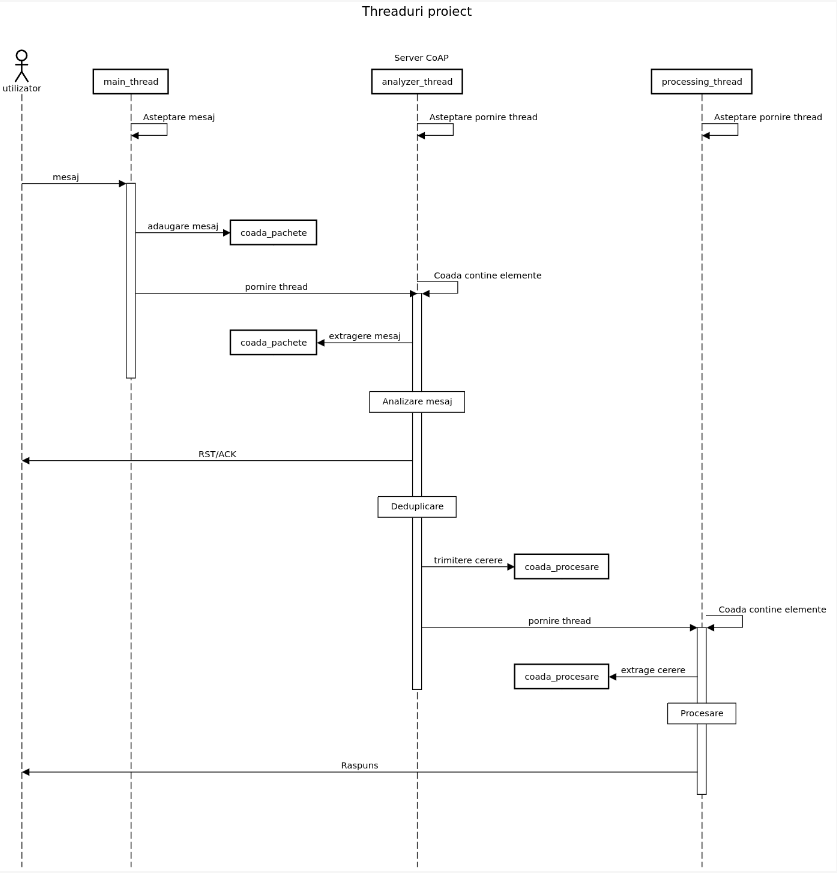 Threaduri proiect
Server CoAP
utilizator
main_thread
analyzer_thread
processing_thread
Asteptare mesaj
Asteptare pornire thread
Asteptare pornire thread
mesaj
adaugare mesaj
coada_pachete
Coada contine elemente
pornire thread
coada_pachete
extragere mesaj
Analizare mesaj
RST/ACK
Deduplicare
trimitere cerere
coada_procesare
Coada contine elemente
pornire thread
coada_procesare
extrage cerere
Procesare
Raspuns